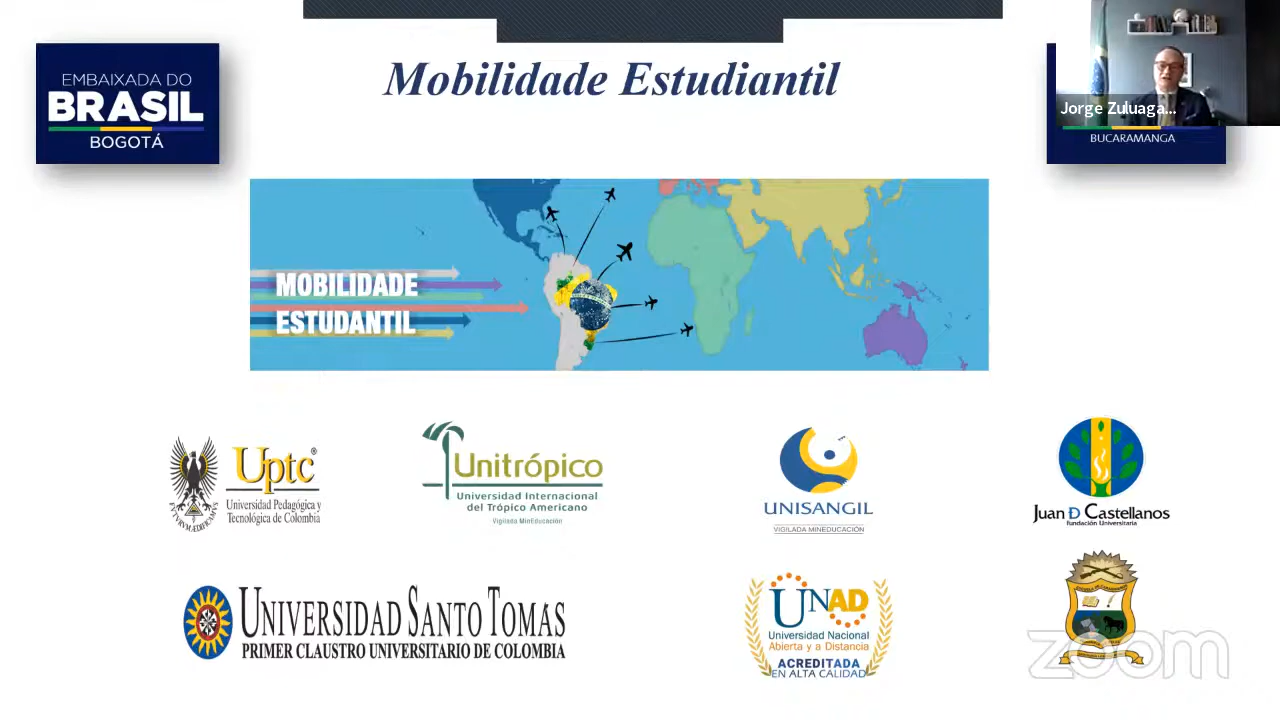 Mobilidade Estudiantil
EMBAIXADA DO
BRASIL
BOGOTÁ
Jorge Zuluaga...
BUCARAMANGA
MOBILIDADE
ESTUDANTIL
Uptc®
Universidad Pedagógica y
Tecnológica de Colombia
Unitrópico
Universidad Internacional
del Trópico Americano
Vigilada MinEducación
UNISANGIL
VIGILADA MINEDUCACIÓN
Juan D Castellanos
Fundación Universitaria
UNIVERSIDAD SANTO TOMÁS
PRIMER CLAUSTRO UNIVERSITARIO DE COLOMBIA
UNAD
Universidad Nacional
Abierta y a Distancia
ACREDITADA
EN ALTA CALIDAD
zoom